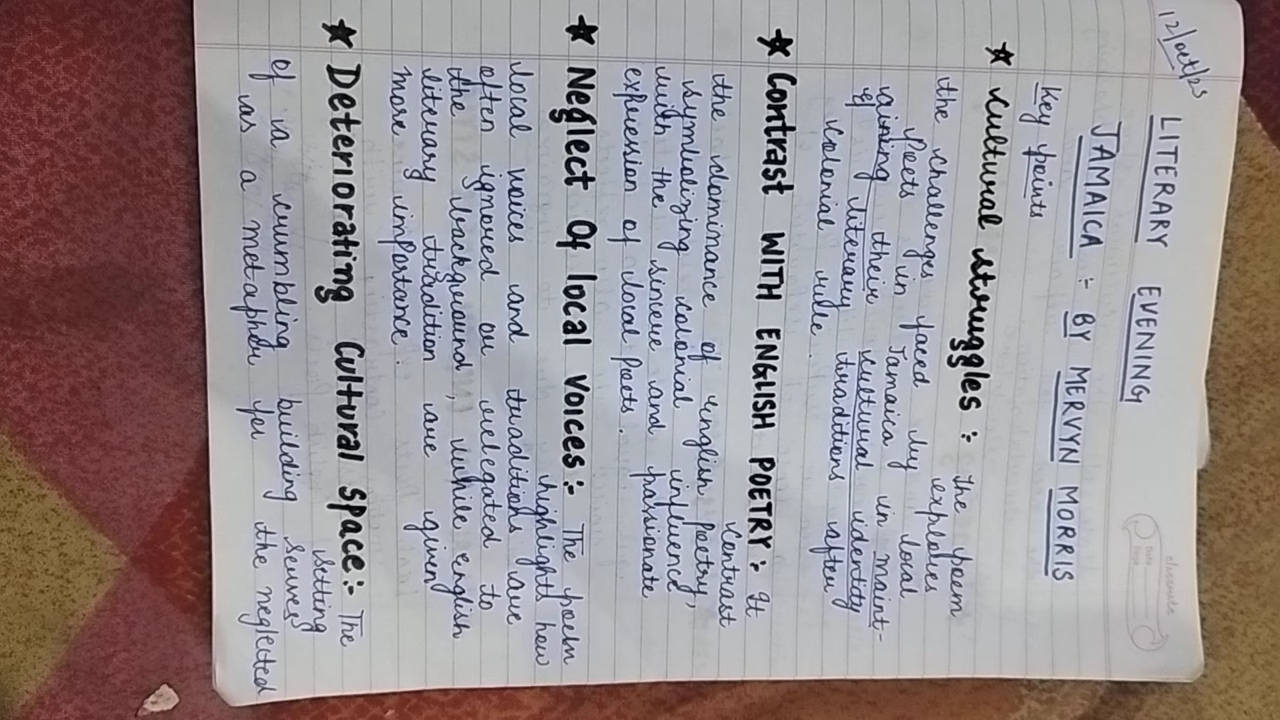 12/oct/25
LITERARY EVENING
JAMAICA :- BY MERVYN MORRIS
Key points
★ Cultural struggles : The poem
explores
the challenges faced by local
Poets in Jamaica in maint-
aining their cultural identity
& literary traditions after
colonial rule.
★ Contrast WITH ENGLISH POETRY : It
Contrast
the dominance of English Poetry,
symbolizing colonial influence,
with the sincere and passionate
expression of local Poets.
★ Neglect Of local voices :- The poem
highlight how
local voices and traditions are
often ignored or relegated to
the background, while english
literary tradition are given
more importance.
★ Deteriorating Cultural space :- The
setting
of a crumbling building serves
as a metaphor for the neglected
classmate
Date
Page